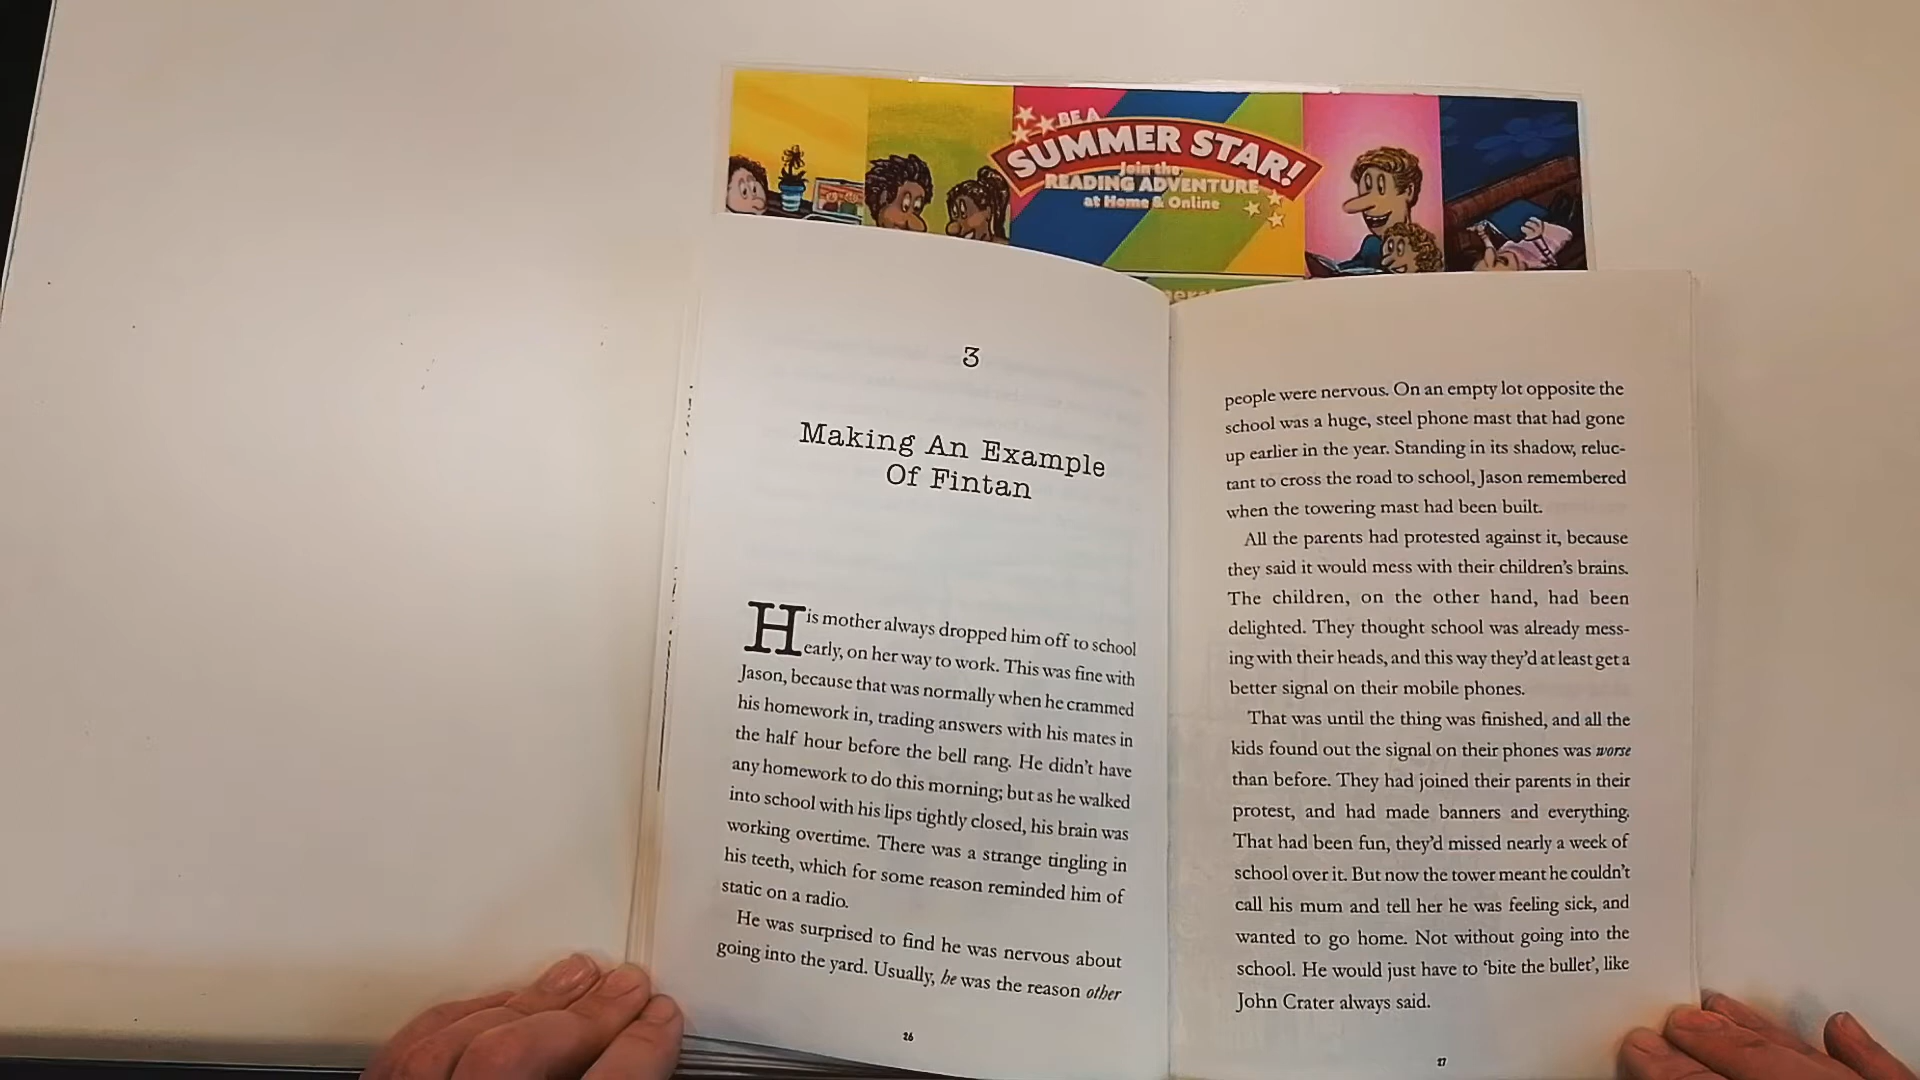 BE A
SUMMER STAR!
Join the
READING ADVENTURE
at Home & Online
3
Making An Example
Of Fintan
His mother always dropped him off to school
early, on her way to work. This was fine with
Jason, because that was normally when he crammed
his homework in, trading answers with his mates in
the half hour before the bell rang. He didn't have
any homework to do this morning; but as he walked
into school with his lips tightly closed, his brain was
working overtime. There was a strange tingling in
his teeth, which for some reason reminded him of
static on a radio.
He was surprised to find he was nervous about
going into the yard. Usually, he was the reason other
26
people were nervous. On an empty lot opposite the
school was a huge, steel phone mast that had gone
up earlier in the year. Standing in its shadow, reluc-
tant to cross the road to school, Jason remembered
when the towering mast had been built.
All the parents had protested against it, because
they said it would mess with their children's brains.
The children, on the other hand, had been
delighted. They thought school was already mess-
ing with their heads, and this way they'd at least get a
better signal on their mobile phones.
That was until the thing was finished, and all the
kids found out the signal on their phones was worse
than before. They had joined their parents in their
protest, and had made banners and everything.
That had been fun, they'd missed nearly a week of
school over it. But now the tower meant he couldn't
call his mum and tell her he was feeling sick, and
wanted to go home. Not without going into the
school. He would just have to 'bite the bullet', like
John Crater always said.
27